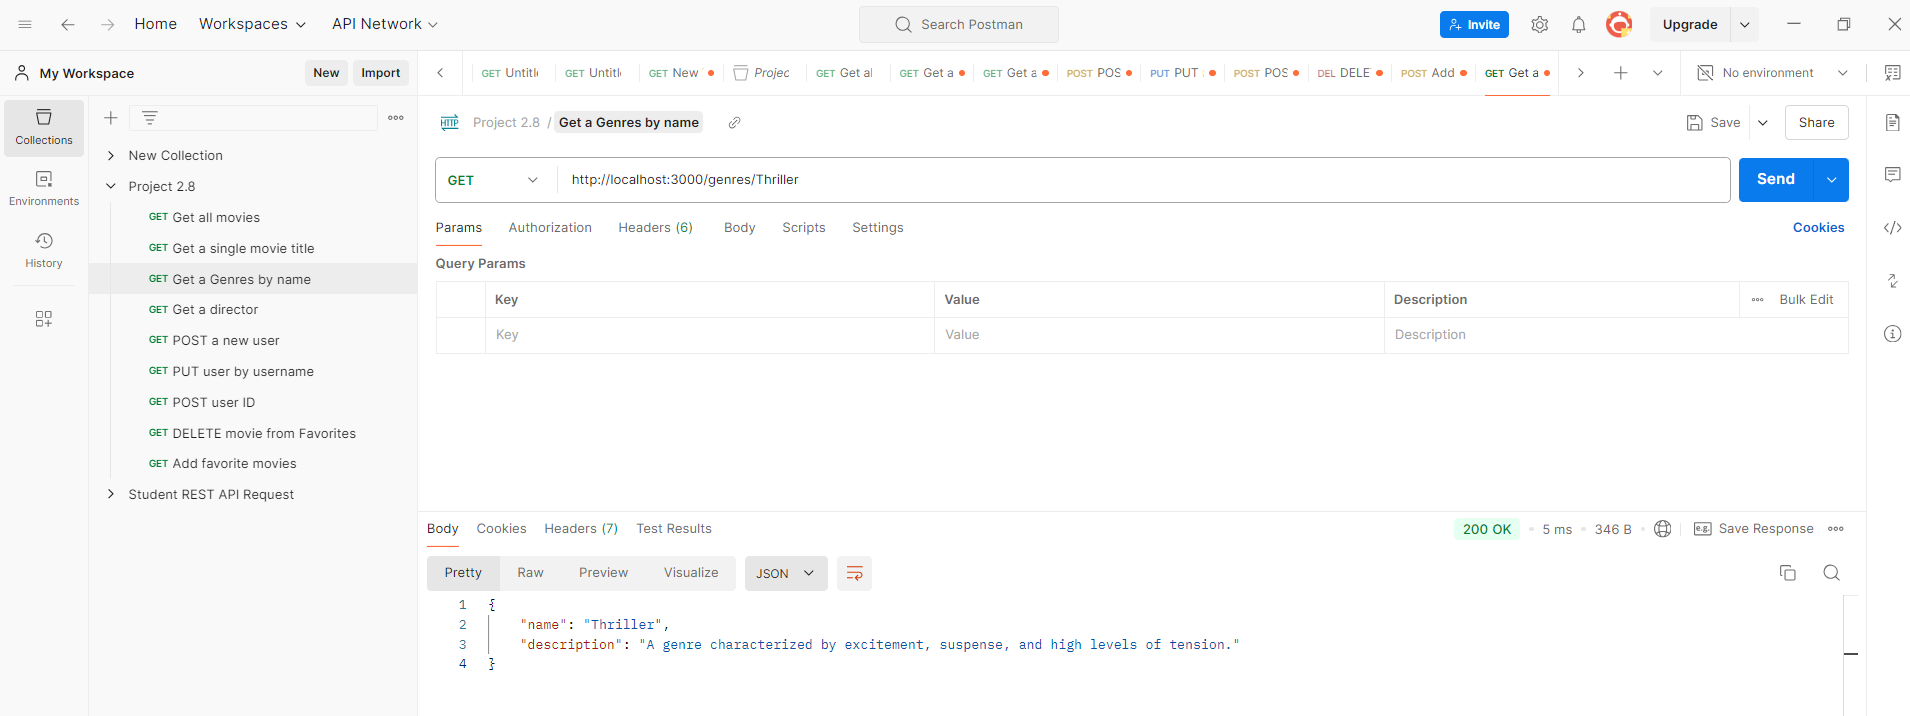 Home Workspaces API Network Search Postman Invite Upgrade
My Workspace New Import GET Untitl GET Untitl GET New GET Get al GET Get a GET Get a POST POS PUT PUT POST POS DEL DELE POST Add GET Get a No environment
Projec
Collections
Environments
History
New Collection
Project 2.8
GET Get all movies
GET Get a single movie title
GET Get a Genres by name
GET Get a director
GET POST a new user
GET PUT user by username
GET POST user ID
GET DELETE movie from Favorites
GET Add favorite movies
Student REST API Request
HTTP Project 2.8 / Get a Genres by name Save Share
GET http://localhost:3000/genres/Thriller Send
Params Authorization Headers (6) Body Scripts Settings Cookies
Query Params
Key Value Description Bulk Edit
Key Value Description
Body Cookies Headers (7) Test Results 200 OK 5 ms 346 B e.g. Save Response
Pretty Raw Preview Visualize JSON
1 {
2 "name": "Thriller",
3 "description": "A genre characterized by excitement, suspense, and high levels of tension."
4 }